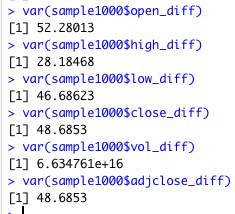 > var(sample1000$open_diff)
[1] 52.28013
> var(sample1000$high_diff)
[1] 28.18468
> var(sample1000$low_diff)
[1] 46.68623
> var(sample1000$close_diff)
[1] 48.6853
> var(sample1000$vol_diff)
[1] 6.634761e+16
> var(sample1000$adjclose_diff)
[1] 48.6853
>